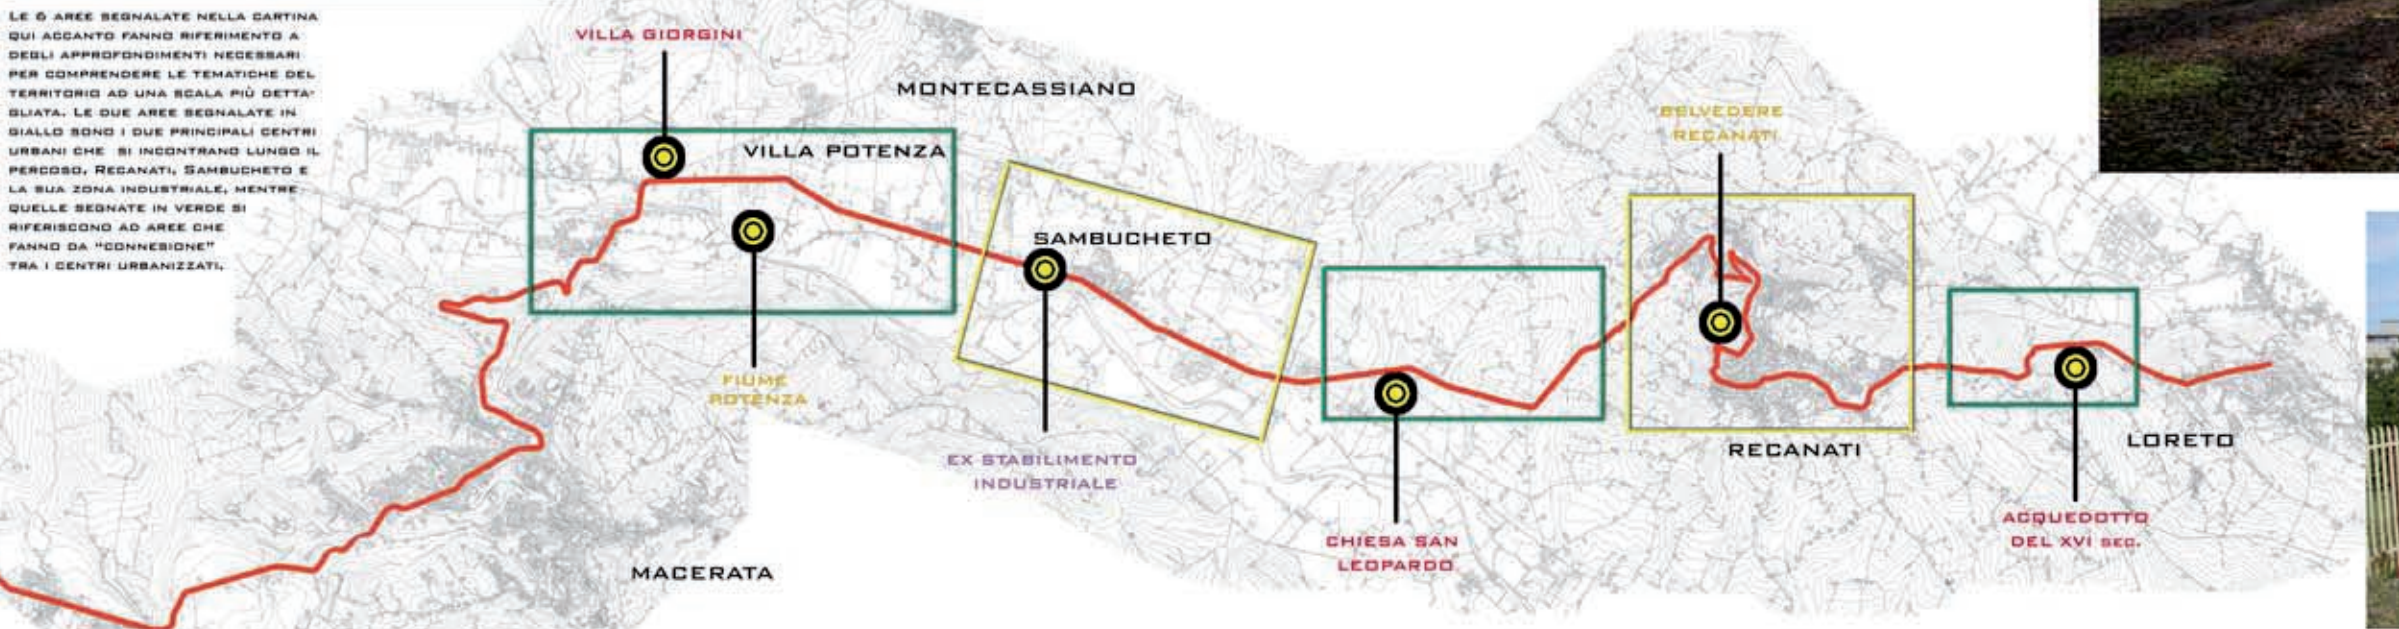 LE 6 AREE SEGNALATE NELLA CARTINA
QUI ACCANTO FANNO RIFERIMENTO A
DEGLI APPROFONDIMENTI NECESSARI
PER COMPRENDERE LE TEMATICHE DEL
TERRITORIO AD UNA SCALA PIÙ DETTA-
GLIATA. LE DUE AREE SEGNALATE IN
GIALLO SONO I DUE PRINCIPALI CENTRI
URBANI CHE SI INCONTRANO LUNGO IL
PERCOSO, RECANATI, SAMBUCHETO E
LA SUA ZONA INDUSTRIALE, MENTRE
QUELLE SEGNATE IN VERDE SI
RIFERISCONO AD AREE CHE
FANNO DA "CONNESIONE"
TRA I CENTRI URBANIZZATI.
VILLA GIORGINI
MONTECASSIANO
VILLA POTENZA
BELVEDERE
RECANATI
SAMBUCHETO
FIUME
POTENZA
EX STABILIMENTO
INDUSTRIALE
RECANATI
LORETO
CHIESA SAN
LEOPARDO
ACQUEDOTTO
DEL XVI SEC.
MACERATA